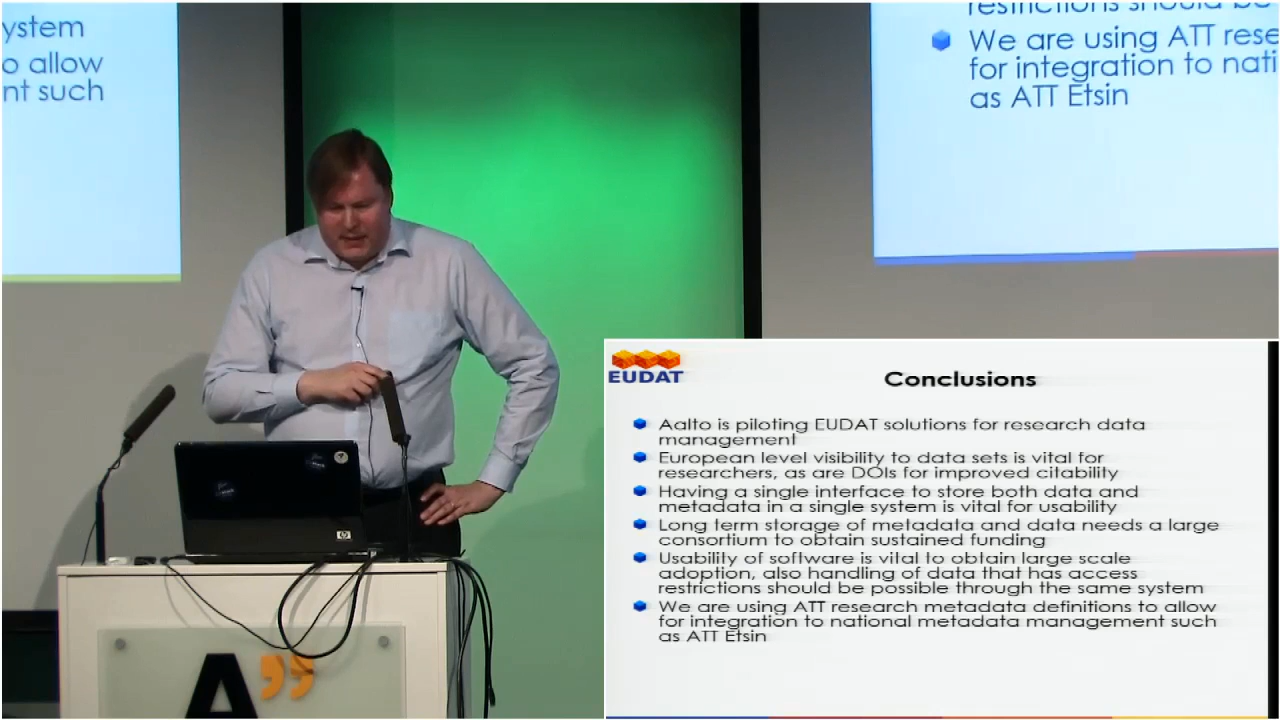 ystem
o allow
nt such
restrictions should be
We are using ATT rese
for integration to nati
as ATT Etsin
EUDAT
Conclusions
Aalto is piloting EUDAT solutions for research data
management
European level visibility to data sets is vital for
researchers, as are DOIs for improved citability
Having a single interface to store both data and
metadata in a single system is vital for usability
Long term storage of metadata and data needs a large
consortium to obtain sustained funding
Usability of software is vital to obtain large scale
adoption, also handling of data that has access
restrictions should be possible through the same system
We are using ATT research metadata definitions to allow
for integration to national metadata management such
as ATT Etsin
hp
A”